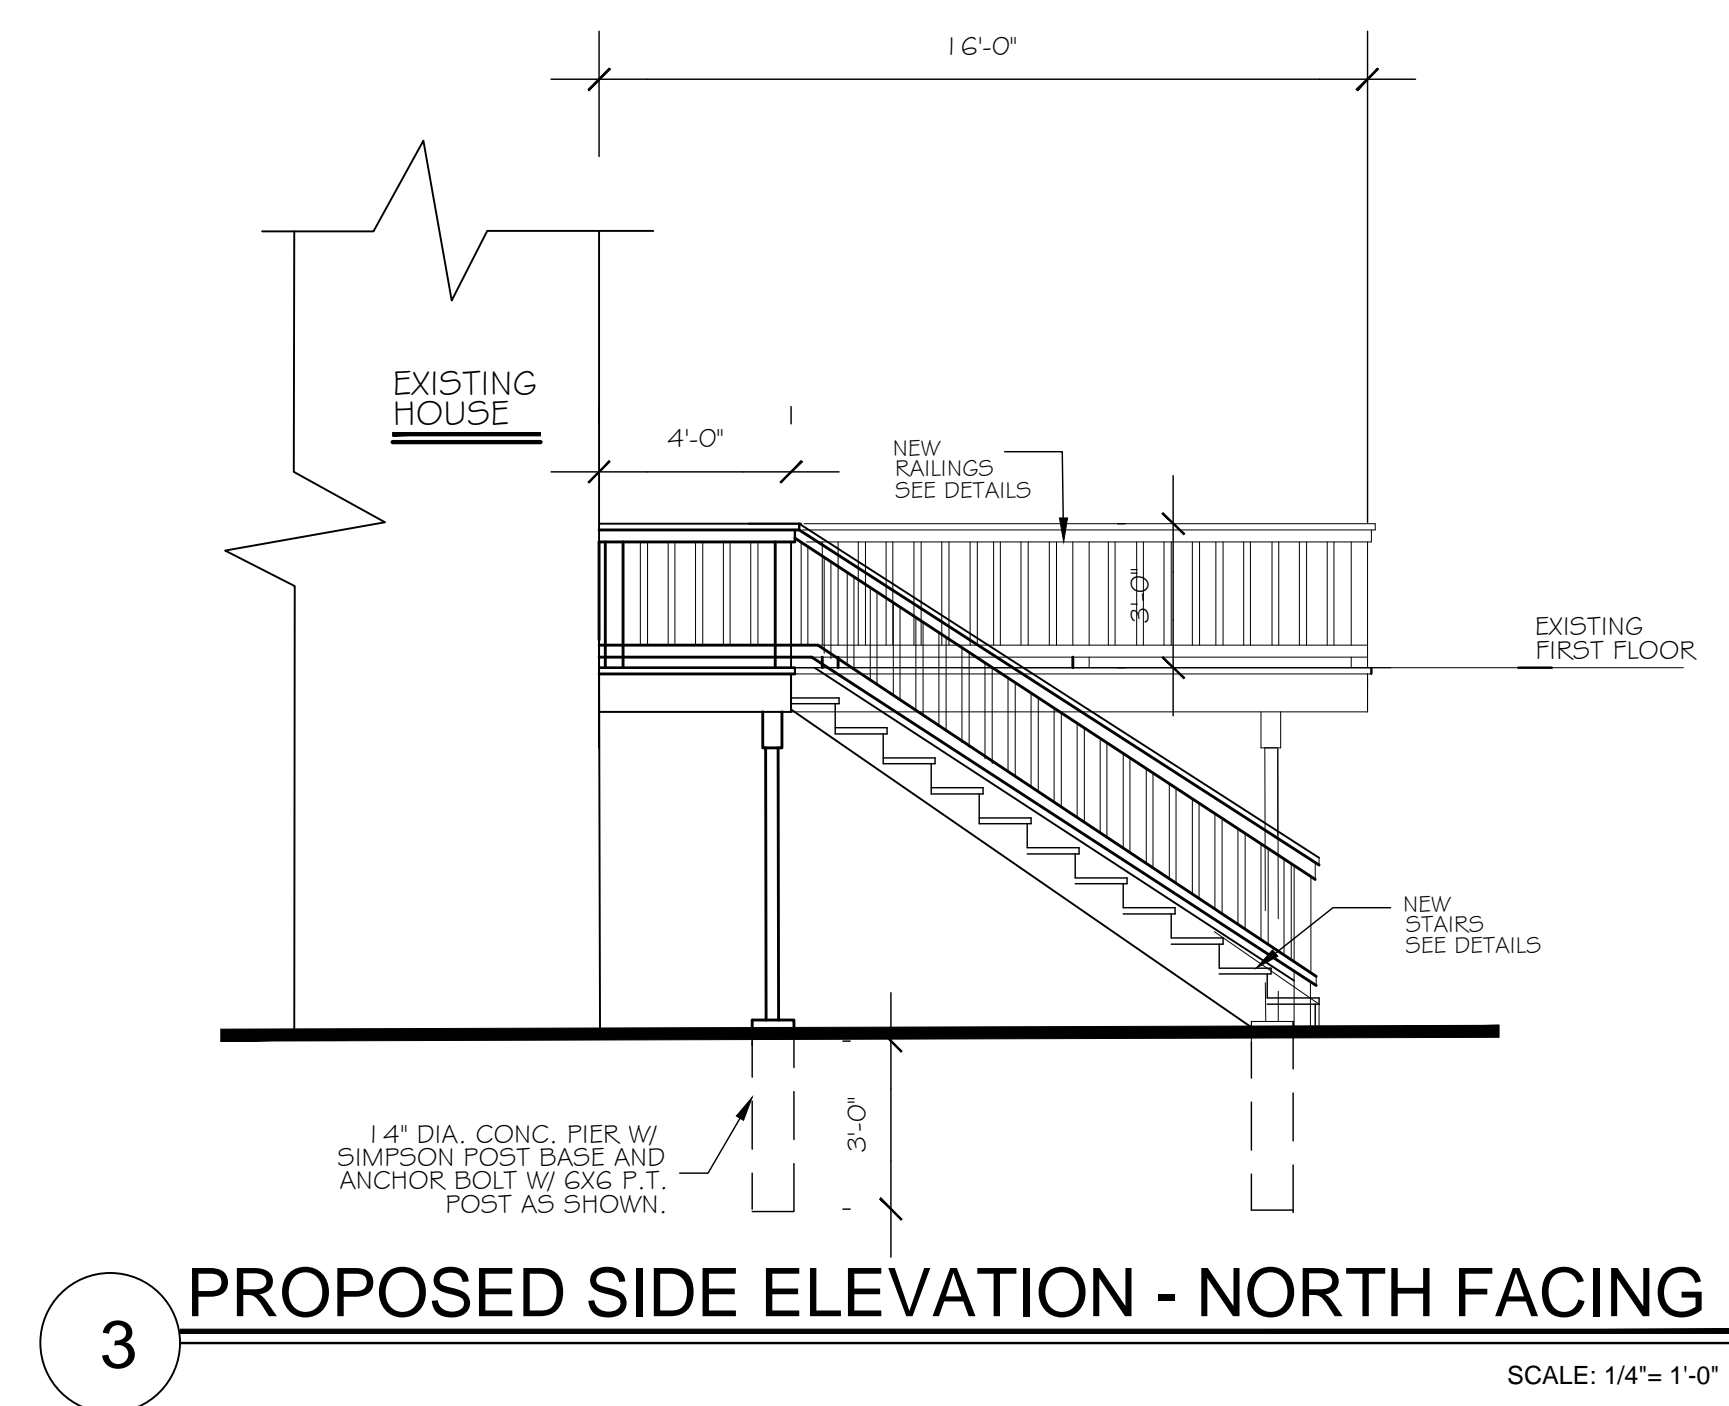 16'-0"
EXISTING
HOUSE
4'-0"
NEW
RAILINGS
SEE DETAILS
3'-0"
EXISTING
FIRST FLOOR
NEW
STAIRS
SEE DETAILS
3'-0"
14" DIA. CONC. PIER W/
SIMPSON POST BASE AND
ANCHOR BOLT W/ 6X6 P.T.
POST AS SHOWN.
3
PROPOSED SIDE ELEVATION - NORTH FACING
SCALE: 1/4"= 1'-0"